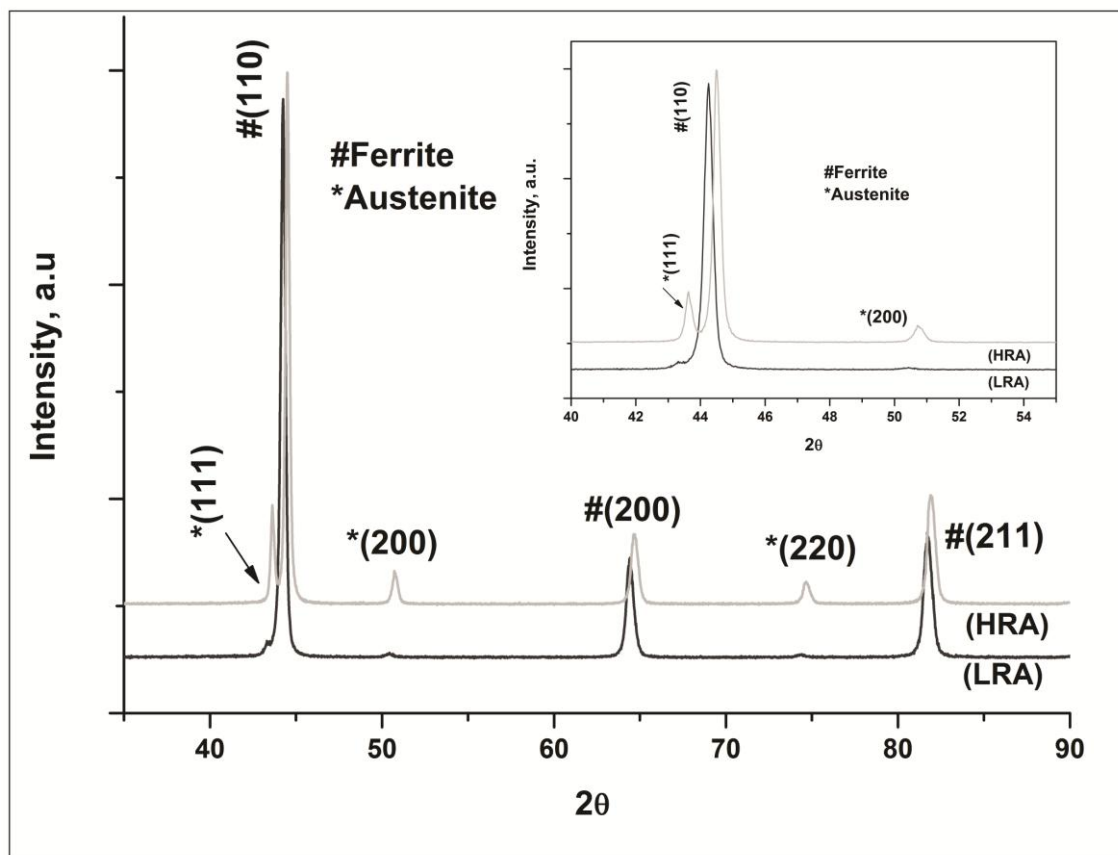 #(110)
#Ferrite
*Austenite
Intensity, a.u
*(111)
*(200)
#(200)
*(220)
#(211)
(HRA)
(LRA)
40
50
60
70
80
90
2θ
#(110)
#Ferrite
*Austenite
Intensity, a.u.
*(111)
*(200)
(HRA)
(LRA)
40
42
44
46
48
50
52
54
2θ